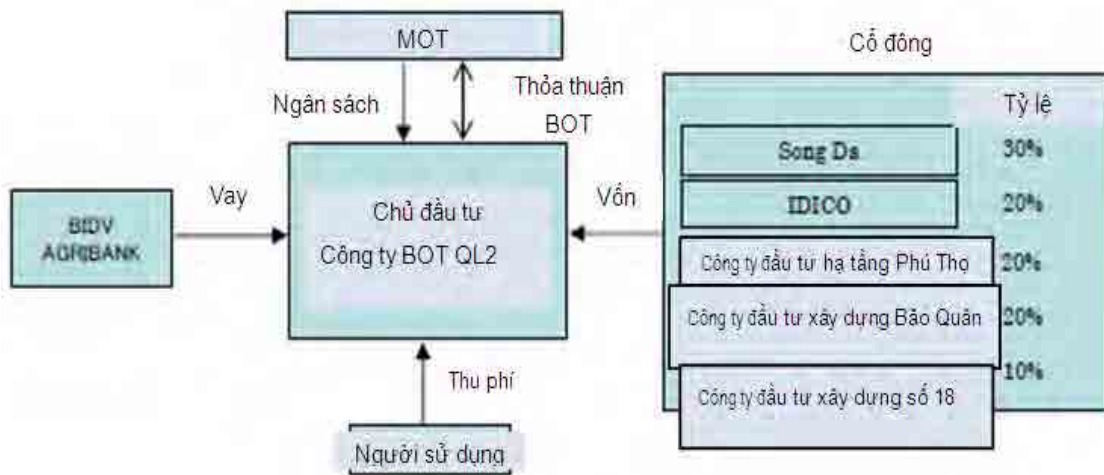 MOT
Cổ đông
Ngân sách
Thỏa thuận
BOT
Tỷ lệ
Song Da 30%
IDICO 20%
Công ty đầu tư hạ tầng Phú Thọ 20%
Công ty đầu tư xây dựng Bảo Quân 20%
10%
Công ty đầu tư xây dựng số 18
BIDV
AGRIBANK
Vay
Chủ đầu tư
Công ty BOT QL2
Vốn
Thu phí
Người sử dụng